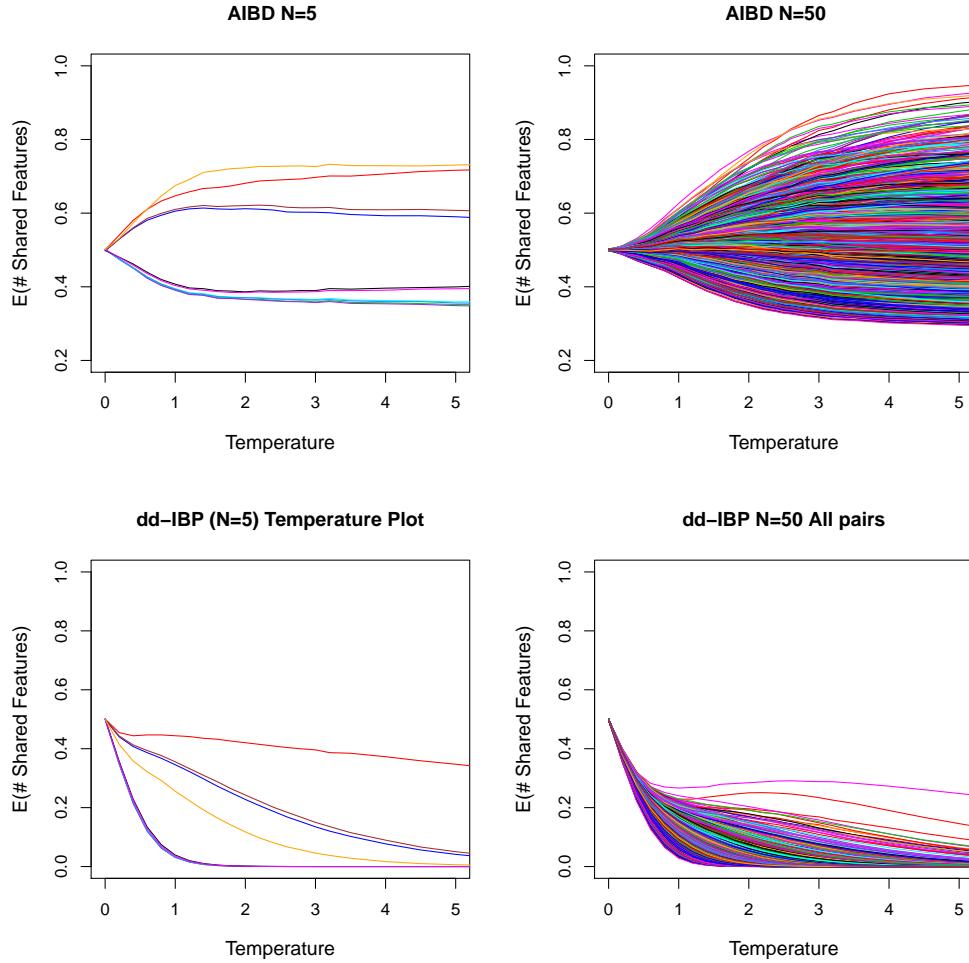 AIBD N=5
E(# Shared Features)
1.0
0.8
0.6
0.4
0.2
0 1 2 3 4 5
Temperature
AIBD N=50
E(# Shared Features)
1.0
0.8
0.6
0.4
0.2
0 1 2 3 4 5
Temperature
dd−IBP (N=5) Temperature Plot
E(# Shared Features)
1.0
0.8
0.6
0.4
0.2
0.0
0 1 2 3 4 5
Temperature
dd−IBP N=50 All pairs
E(# Shared Features)
1.0
0.8
0.6
0.4
0.2
0.0
0 1 2 3 4 5
Temperature